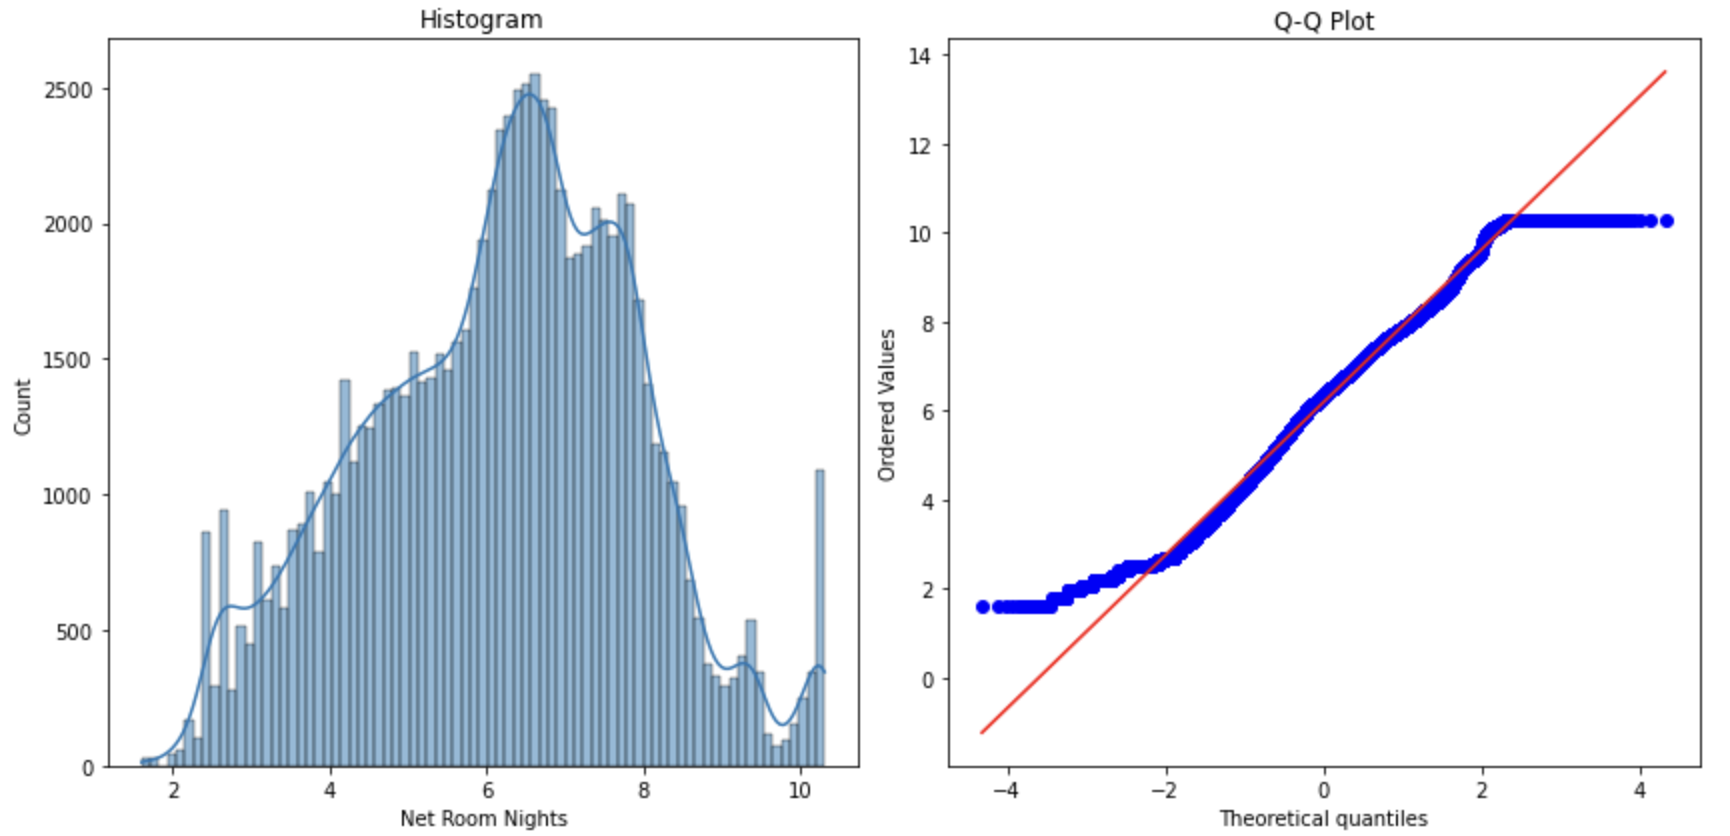 Histogram
2500
2000
1500
1000
500
0
Count
2 4 6 8 10
Net Room Nights
Q-Q Plot
14
12
10
8
6
4
2
0
Ordered Values
−4 −2 0 2 4
Theoretical quantiles